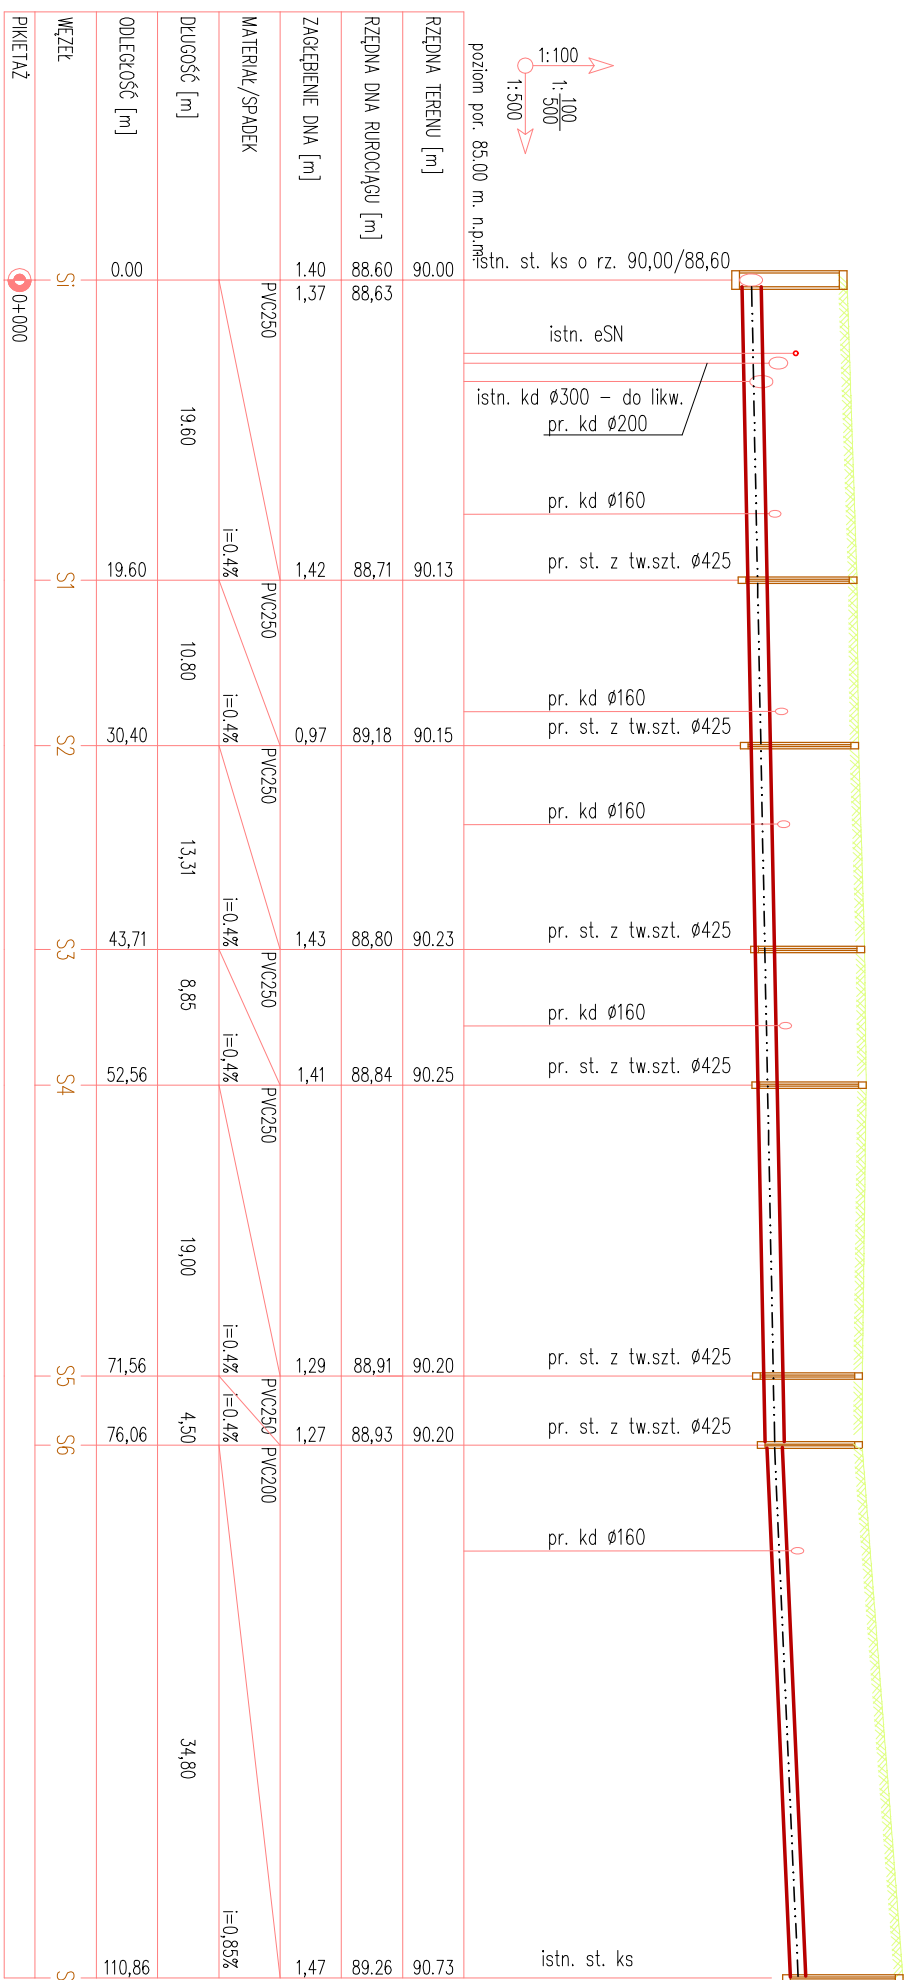 1:100
1: 100/500
1:500
poziom por. 85.00 m. n.p.m.
istn. st. ks o rz. 90,00/88,60
istn. eSN
istn. kd Ø300 – do likw.
pr. kd Ø200
pr. kd Ø160
pr. st. z tw.szt. Ø425
pr. kd Ø160
pr. st. z tw.szt. Ø425
pr. kd Ø160
pr. st. z tw.szt. Ø425
pr. kd Ø160
pr. st. z tw.szt. Ø425
pr. st. z tw.szt. Ø425
pr. st. z tw.szt. Ø425
pr. kd Ø160
istn. st. ks
RZĘDNA TERENU [m] 90.00 90.13 90.15 90.23 90.25 90.20 90.20 90.73
RZĘDNA DNA RUROCIĄGU [m] 88.60 88,63 88,71 89,18 88,80 88,84 88,91 88,93 89.26
ZAGŁĘBIENIE DNA [m] 1.40 1,37 1,42 0,97 1,43 1,41 1,29 1,27 1,47
MATERIAŁ/SPADEK PVC250 i=0.4% PVC250 i=0.4% PVC250 i=0.4% PVC250 i=0,4% PVC250 i=0.4% PVC250 i=0.4% PVC200 i=0,85%
DŁUGOŚĆ [m] 19.60 10.80 13,31 8,85 19,00 4,50 34,80
ODLEGŁOŚĆ [m] 0.00 19.60 30,40 43,71 52,56 71,56 76,06 110,86
WĘZEŁ Si S1 S2 S3 S4 S5 S6 S
PIKIETAŻ 0+000